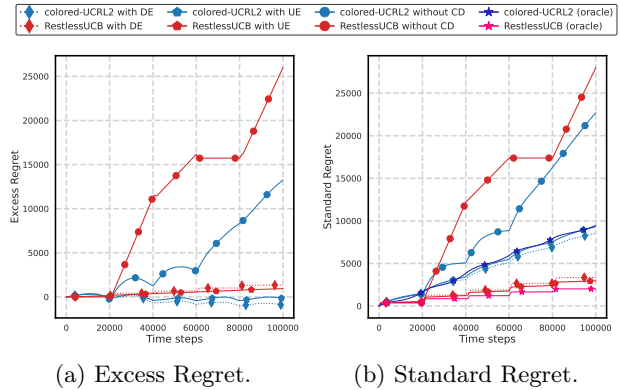 colored-UCRL2 with DE colored-UCRL2 with UE colored-UCRL2 without CD colored-UCRL2 (oracle)
RestlessUCB with DE RestlessUCB with UE RestlessUCB without CD RestlessUCB (oracle)
Excess Regret
25000
20000
15000
10000
5000
0
0 20000 40000 60000 80000 100000
Time steps
Standard Regret
25000
20000
15000
10000
5000
0
0 20000 40000 60000 80000 100000
Time steps
(a) Excess Regret. (b) Standard Regret.